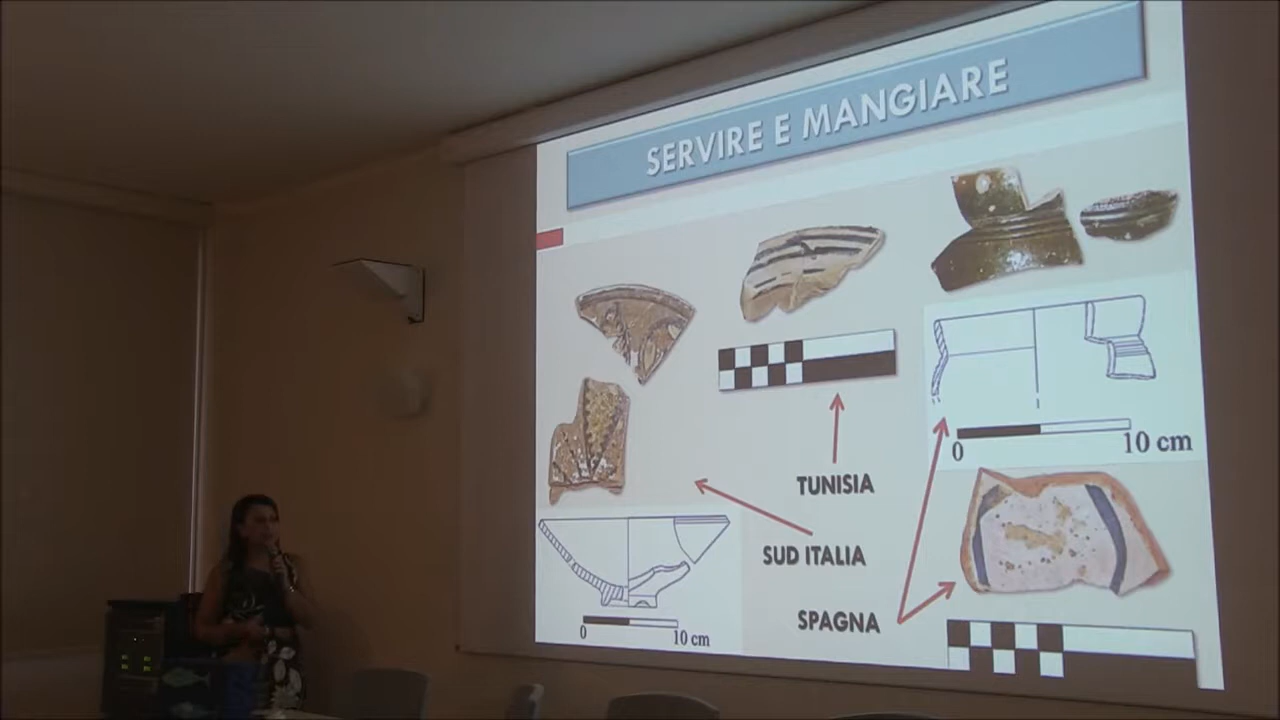 SERVIRE E MANGIARE
0
10 cm
TUNISIA
SUD ITALIA
SPAGNA
0
10 cm